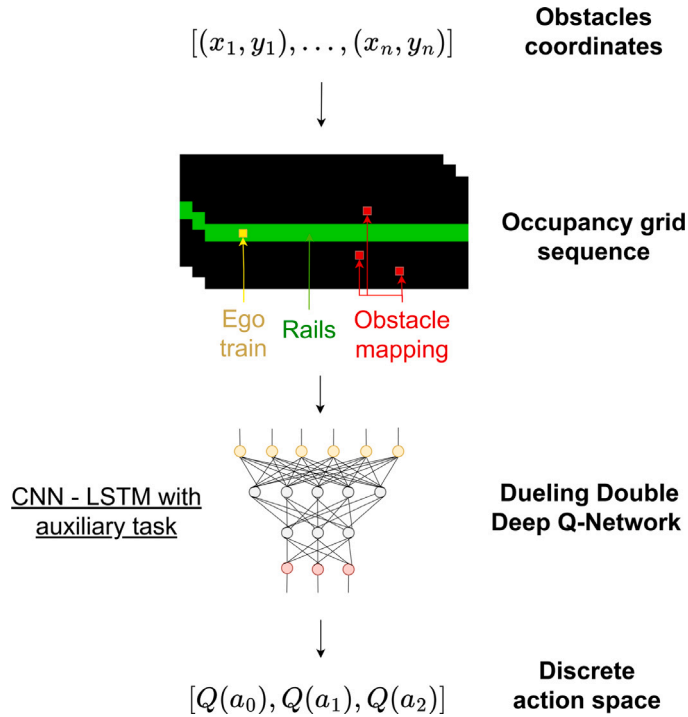 Obstacles
coordinates
[(x₁, y₁), . . . , (xₙ, yₙ)]
Occupancy grid
sequence
Ego
train
Rails
Obstacle
mapping
CNN - LSTM with
auxiliary task
Dueling Double
Deep Q-Network
[Q(a₀), Q(a₁), Q(a₂)]
Discrete
action space